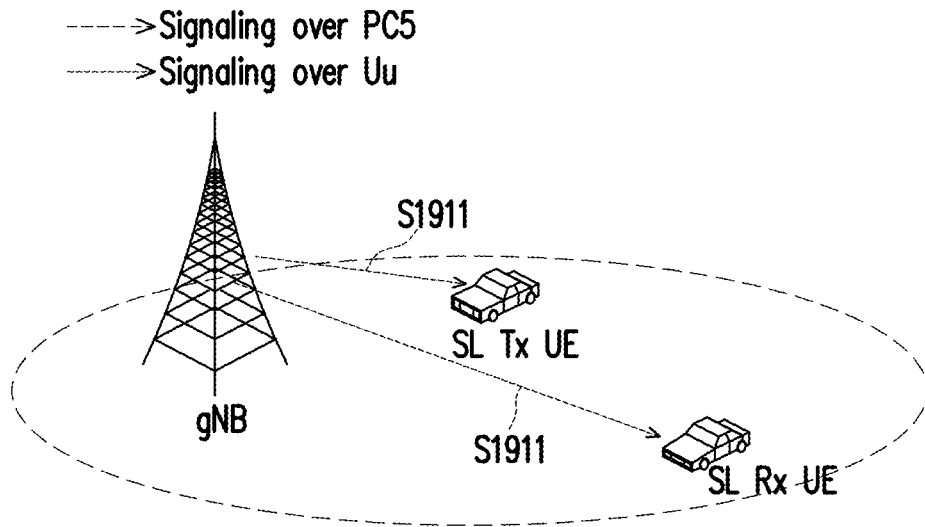 Signaling over PC5
Signaling over Uu
S1911
SL Tx UE
gNB
S1911
SL Rx UE